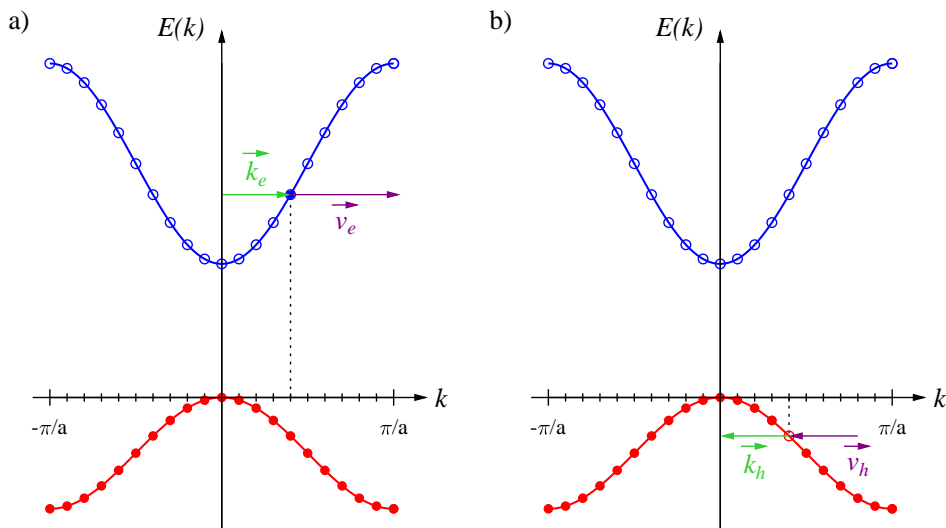 a)
E(k)
k_e
v_e
k
-π/a
π/a
b)
E(k)
k
-π/a
π/a
k_h
v_h